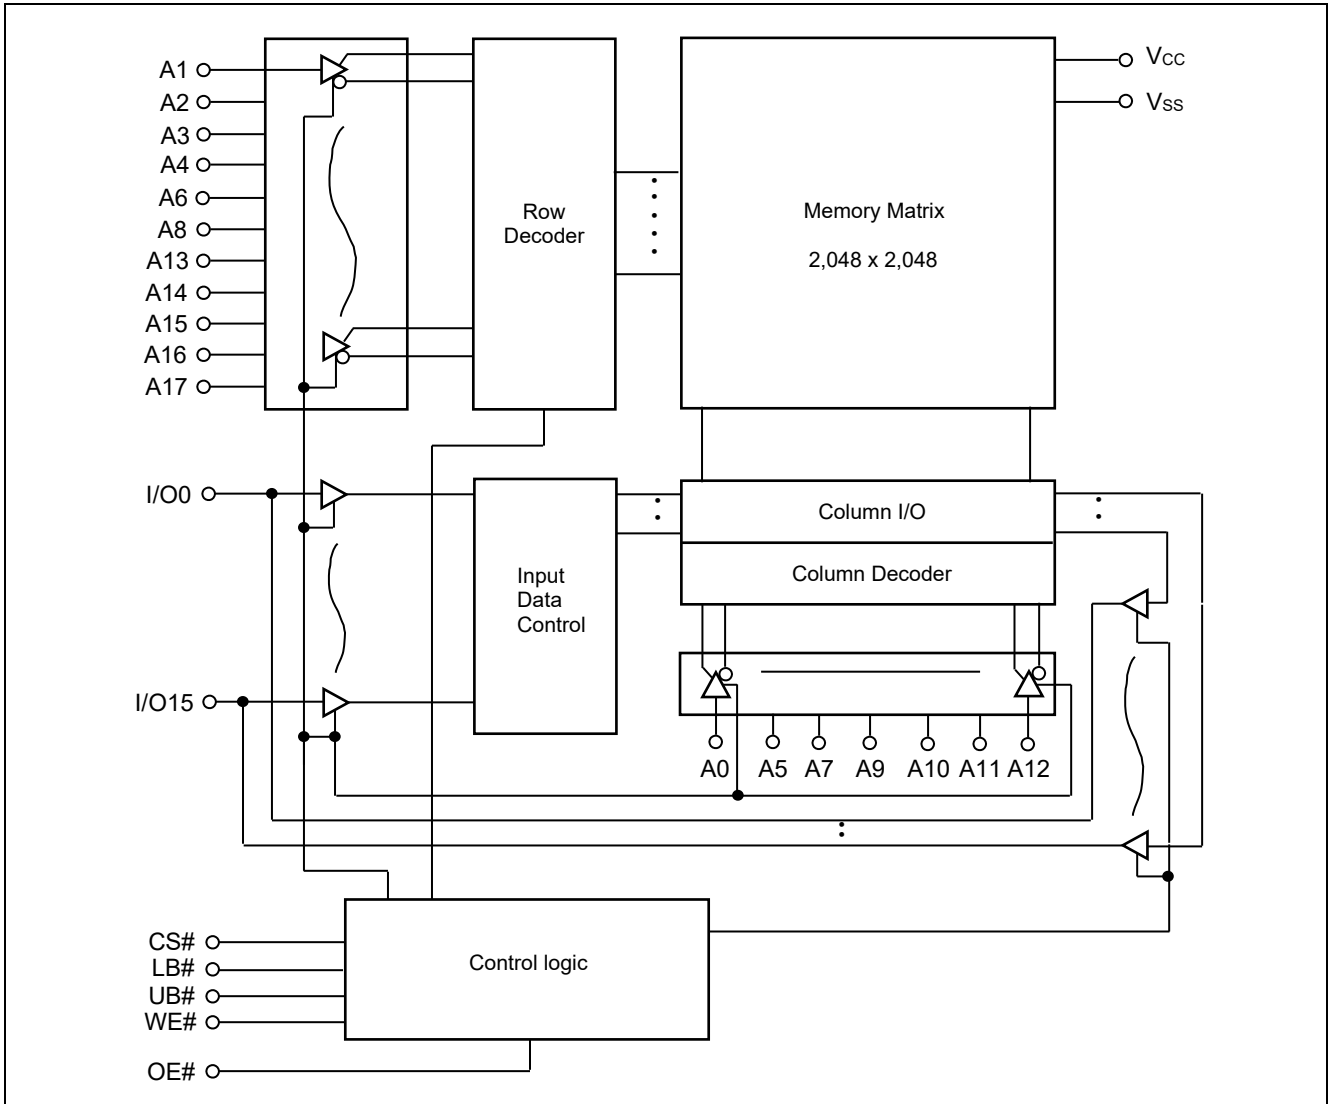 A1
A2
A3
A4
A6
A8
A13
A14
A15
A16
A17
Row
Decoder
Memory Matrix
2,048 x 2,048
VCC
VSS
I/O0
I/O15
Input
Data
Control
Column I/O
Column Decoder
A0 A5 A7 A9 A10 A11 A12
CS#
LB#
UB#
WE#
OE#
Control logic